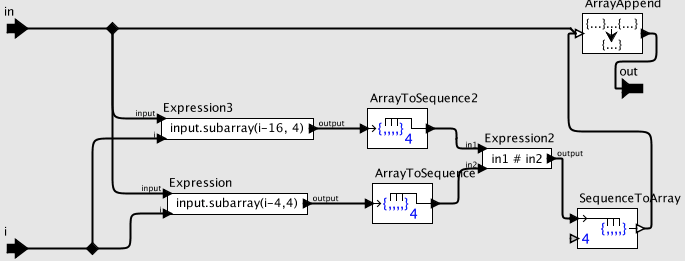 in
ArrayAppend
{...}...{...}
{...}
out
Expression3
input
i
input.subarray(i-16, 4)
output
ArrayToSequence2
{,,,,}
4
Expression2
in1
in2
in1 # in2
output
Expression
input
i
input.subarray(i-4,4)
output
ArrayToSequence
{,,,,}
4
SequenceToArray
{,,,,}
4
i